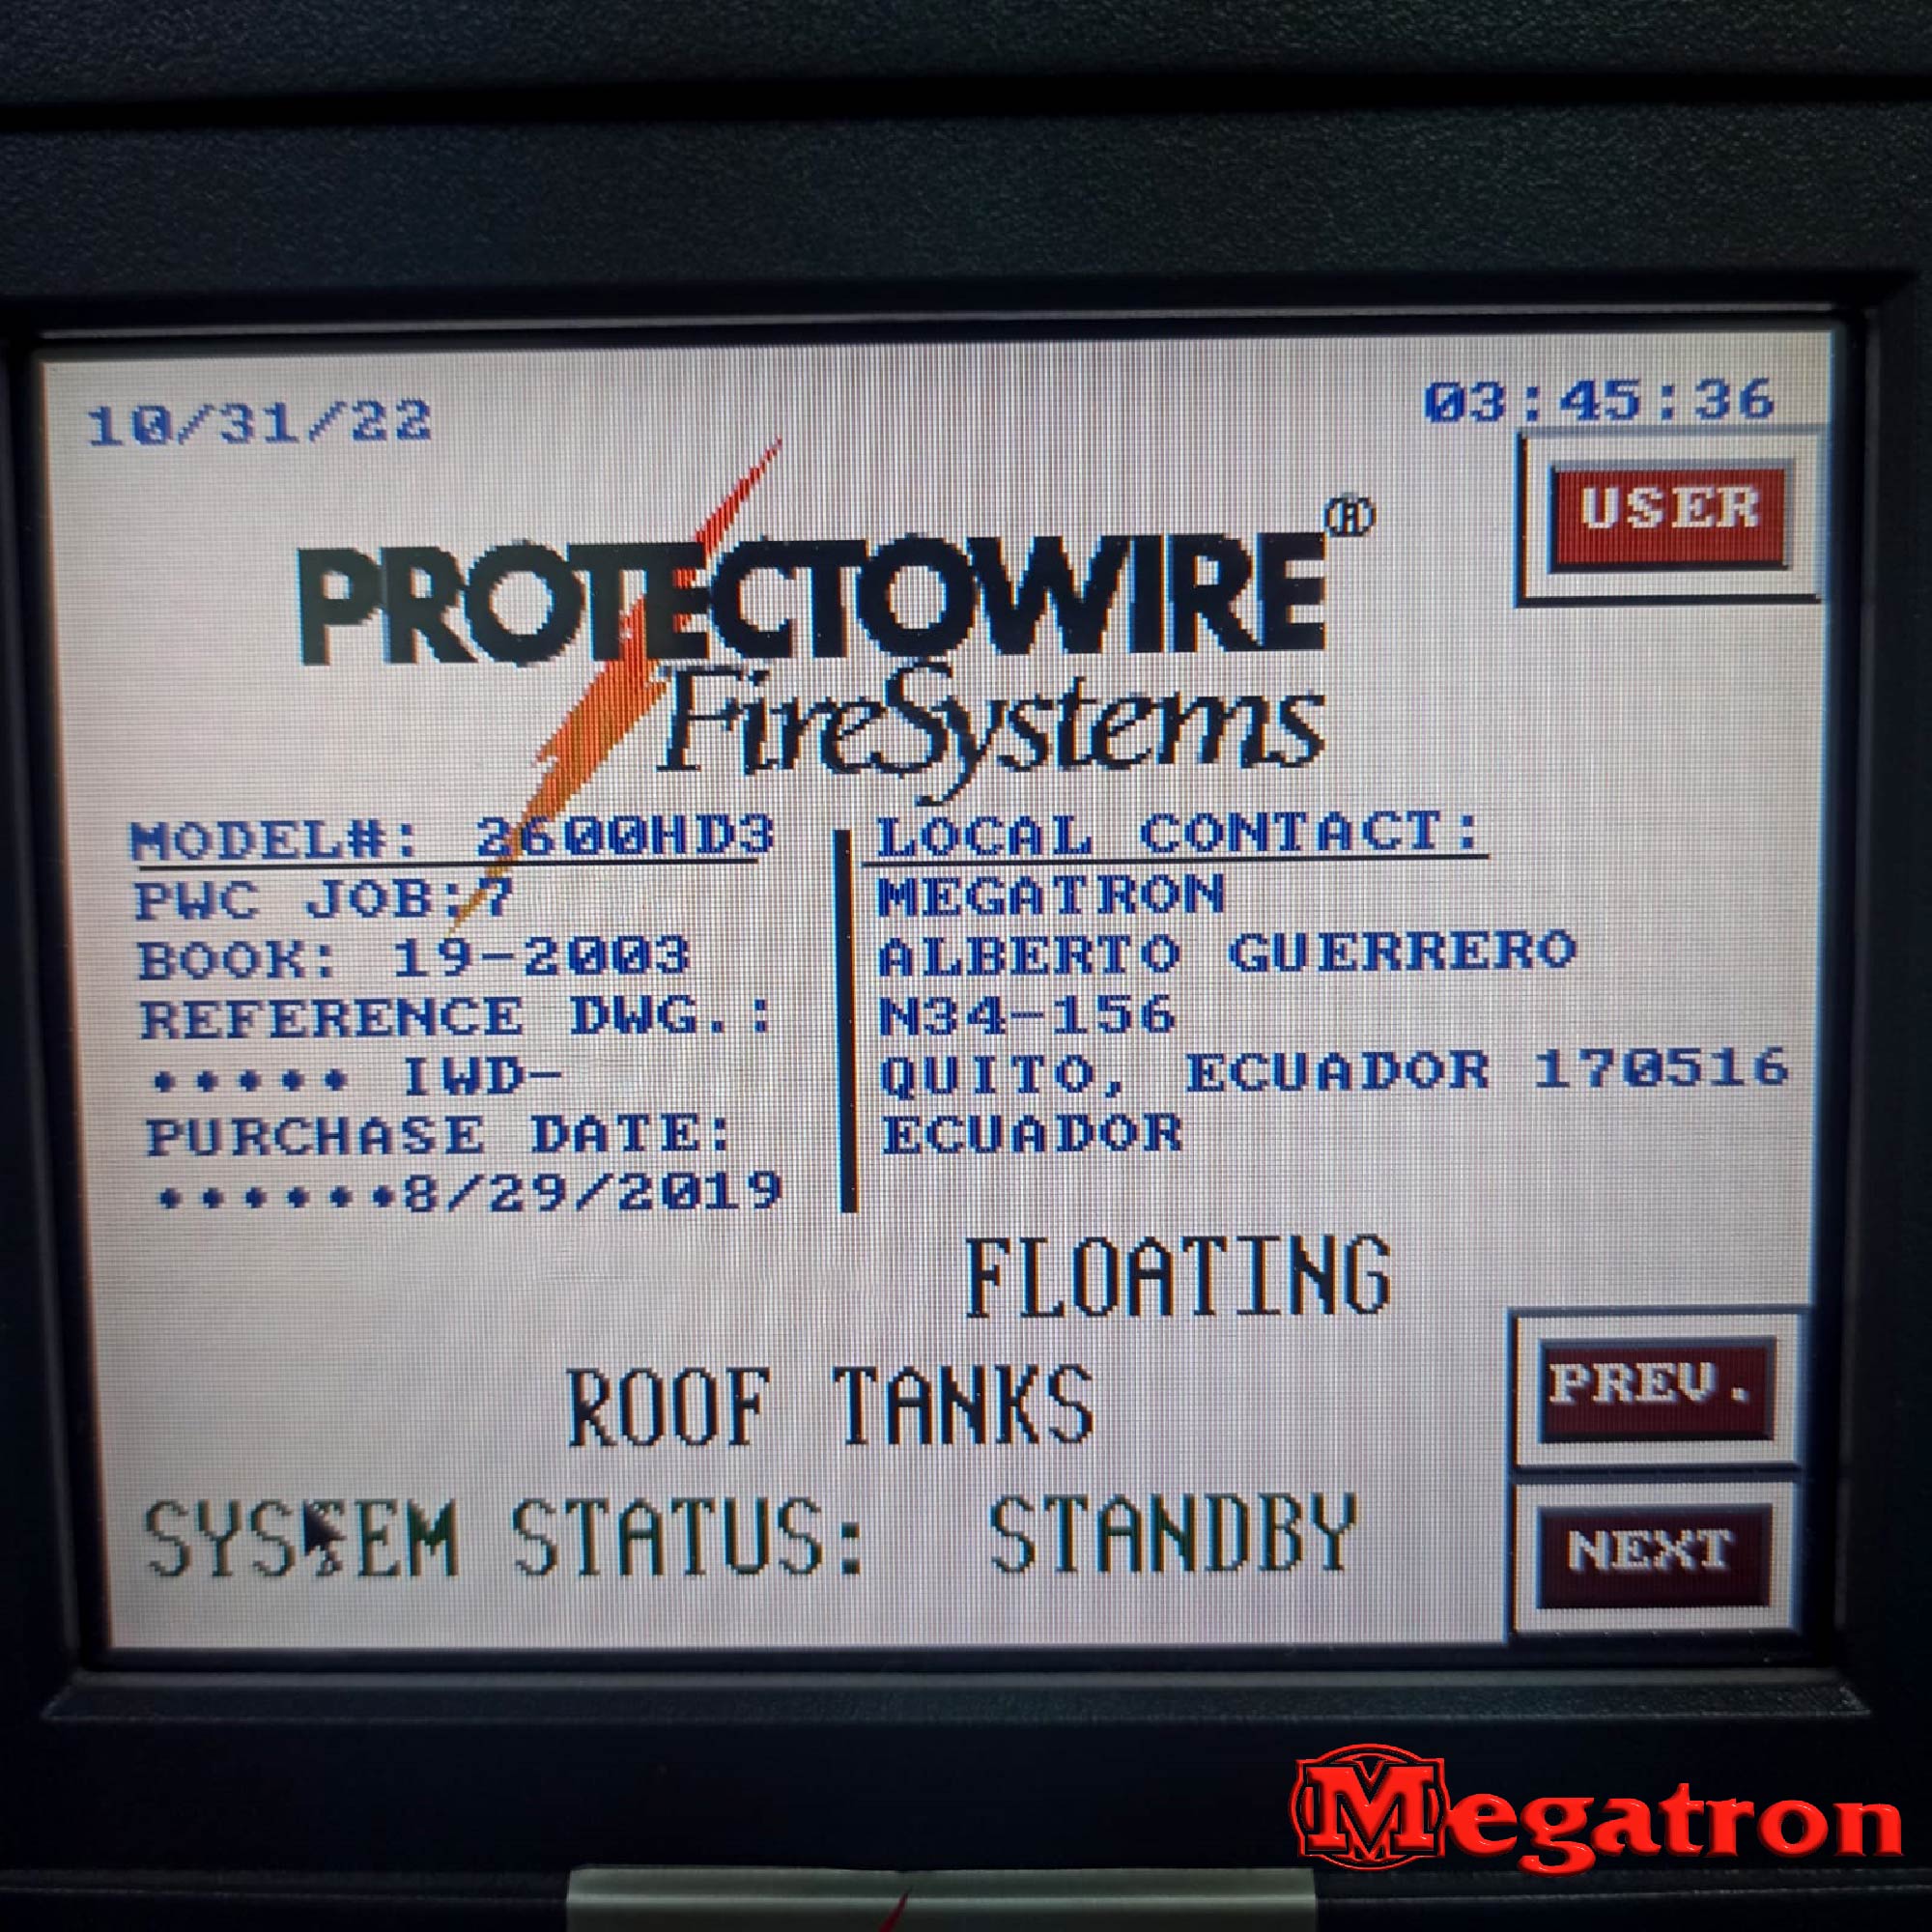 10/31/22
03:45:36
USER
PROTECTOWIRE®
FireSystems
MODEL#: 2600HD3
PWC JOB:7
BOOK: 19-2003
REFERENCE DWG.:
••••• IWD-
PURCHASE DATE:
••••••8/29/2019
LOCAL CONTACT:
MEGATRON
ALBERTO GUERRERO
N34-156
QUITO, ECUADOR 170516
ECUADOR
FLOATING
ROOF TANKS
SYSTEM STATUS: STANDBY
PREV.
NEXT
Megatron